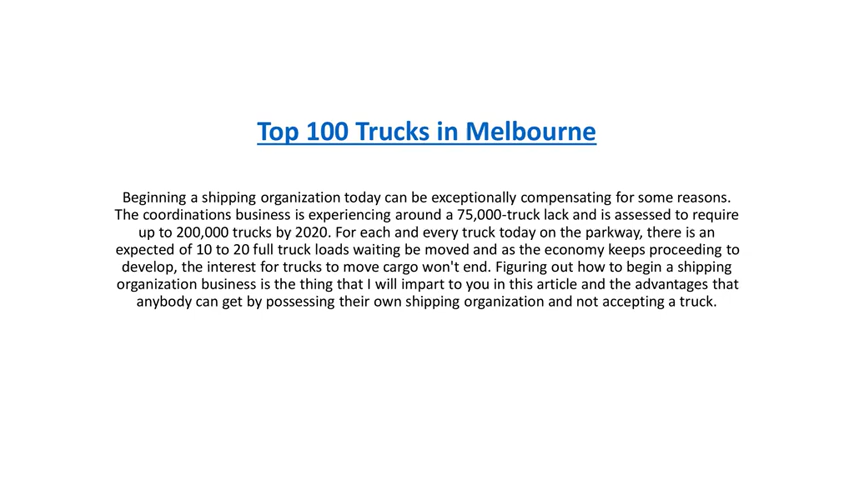 Top 100 Trucks in Melbourne
Beginning a shipping organization today can be exceptionally compensating for some reasons.
The coordinations business is experiencing around a 75,000-truck lack and is assessed to require
up to 200,000 trucks by 2020. For each and every truck today on the parkway, there is an
expected of 10 to 20 full truck loads waiting be moved and as the economy keeps proceeding to
develop, the interest for trucks to move cargo won't end. Figuring out how to begin a shipping
organization business is the thing that I will impart to you in this article and the advantages that
anybody can get by possessing their own shipping organization and not accepting a truck.